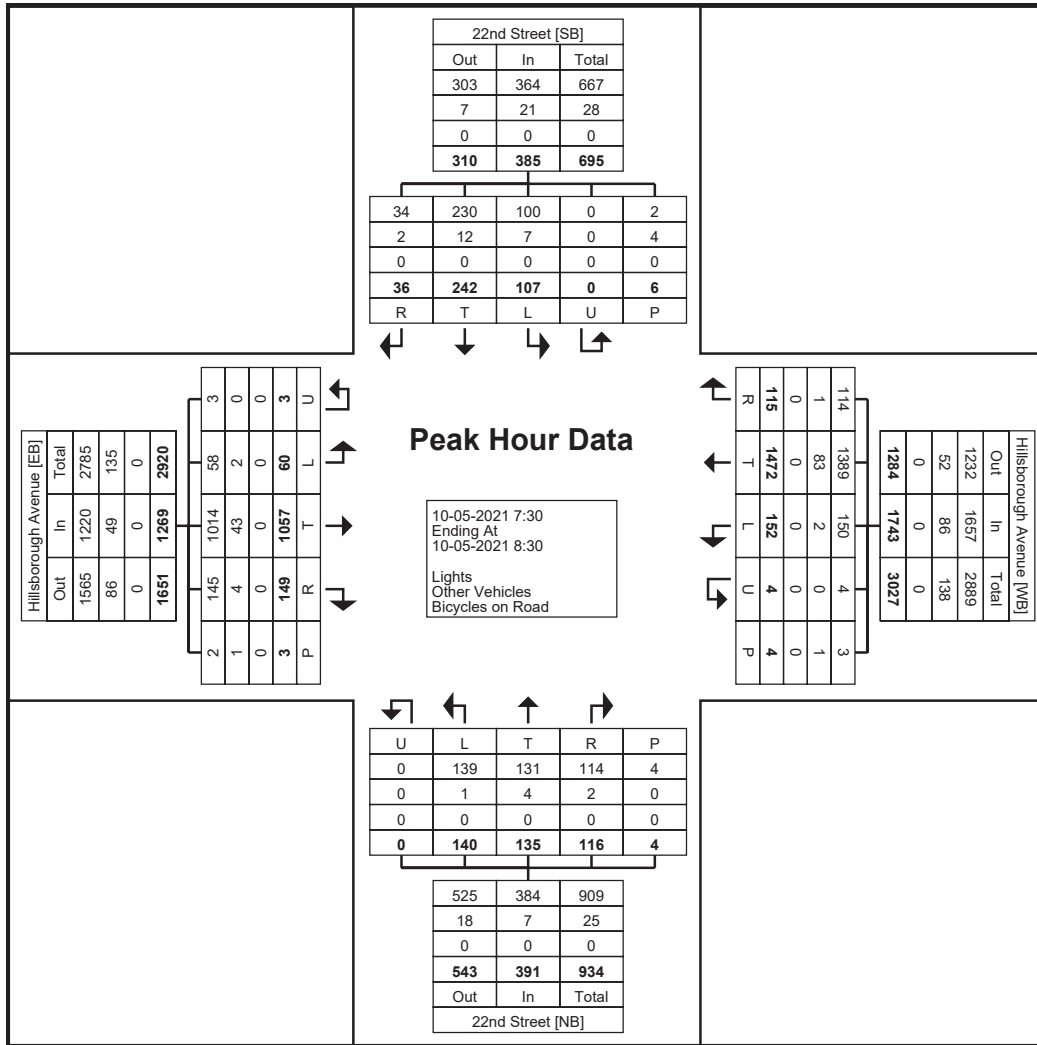 22nd Street [SB]
Out In Total
303 364 667
7 21 28
0 0 0
310 385 695
34 230 100 0 2
2 12 7 0 4
0 0 0 0 0
36 242 107 0 6
R T L U P
Hillsborough Avenue [EB]
Total In Out
2785 1220 1565
135 49 86
0 0 0
2920 1269 1651
3 58 1014 145 2
0 2 43 4 1
0 0 0 0 0
3 60 1057 149 3
U L T R P
Peak Hour Data
10-05-2021 7:30
Ending At
10-05-2021 8:30
Lights
Other Vehicles
Bicycles on Road
R T L U P
115 1472 152 4 4
0 0 0 0 0
1 83 2 0 1
114 1389 150 4 3
1284 1743 3027
0 0 0
52 86 138
1232 1657 2889
Out In Total
Hillsborough Avenue [WB]
U L T R P
0 139 131 114 4
0 1 4 2 0
0 0 0 0 0
0 140 135 116 4
525 384 909
18 7 25
0 0 0
543 391 934
Out In Total
22nd Street [NB]